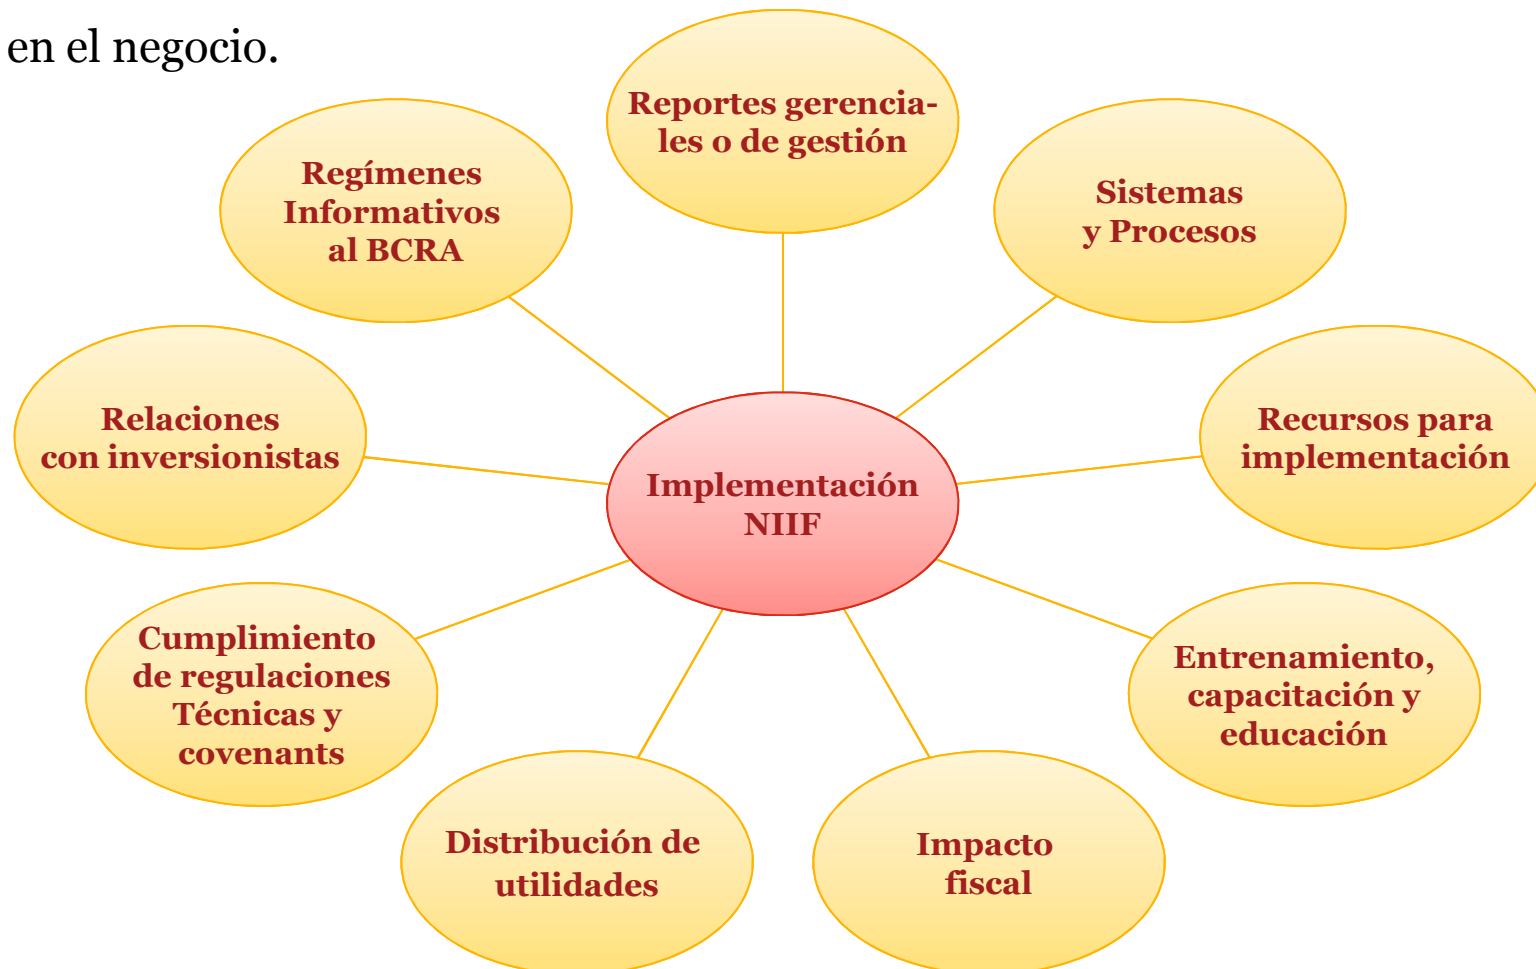 en el negocio.
Reportes gerencia-
les o de gestión
Regímenes
Informativos
al BCRA
Sistemas
y Procesos
Relaciones
con inversionistas
Recursos para
implementación
Implementación
NIIF
Cumplimiento
de regulaciones
Técnicas y
covenants
Entrenamiento,
capacitación y
educación
Distribución de
utilidades
Impacto
fiscal